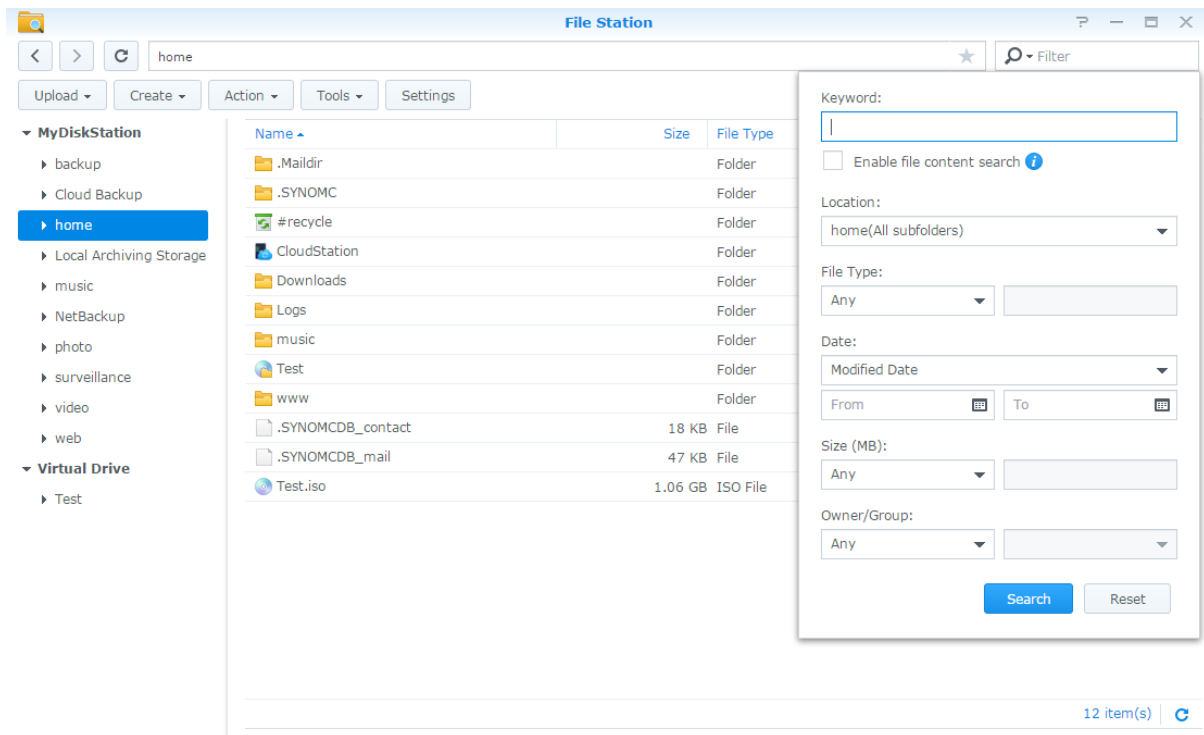 File Station
home
Filter
Upload Create Action Tools Settings
MyDiskStation
backup
Cloud Backup
home
Local Archiving Storage
music
NetBackup
photo
surveillance
video
web
Virtual Drive
Test
Name Size File Type
.Maildir Folder
.SYNOMC Folder
#recycle Folder
CloudStation Folder
Downloads Folder
Logs Folder
music Folder
Test Folder
www Folder
.SYNOMCDB_contact 18 KB File
.SYNOMCDB_mail 47 KB File
Test.iso 1.06 GB ISO File
Keyword:
Enable file content search
Location:
home(All subfolders)
File Type:
Any
Date:
Modified Date
From To
Size (MB):
Any
Owner/Group:
Any
Search Reset
12 item(s)